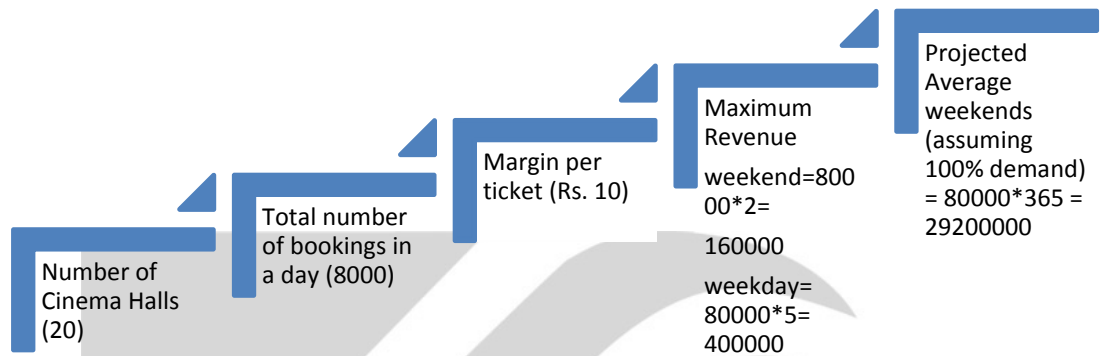 Number of
Cinema Halls
(20)
Total number
of bookings in
a day (8000)
Margin per
ticket (Rs. 10)
Maximum
Revenue
weekend=800
00*2=
160000
weekday=
80000*5=
400000
Projected
Average
weekends
(assuming
100% demand)
= 80000*365 =
29200000